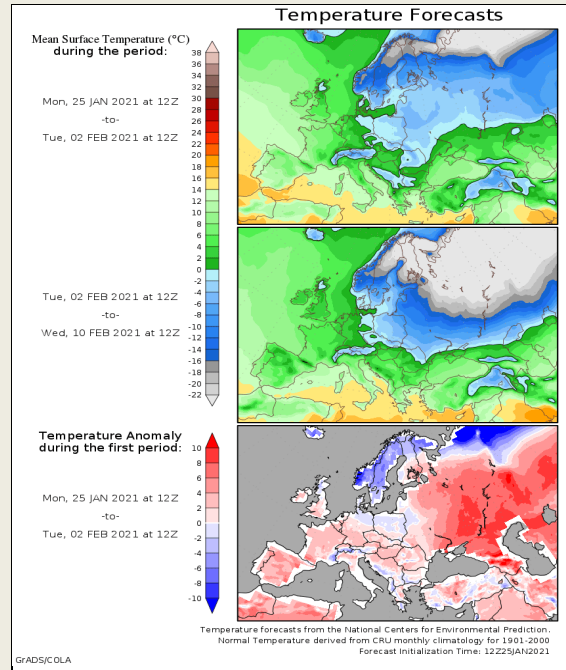 Temperature Forecasts
Mean Surface Temperature (°C)
during the period:
Mon, 25 JAN 2021 at 12Z
-to-
Tue, 02 FEB 2021 at 12Z
38
36
34
32
30
28
26
24
22
20
18
16
14
12
10
8
6
4
2
0
-2
-4
-6
-8
-10
-12
-14
-16
-18
-20
-22
Tue, 02 FEB 2021 at 12Z
-to-
Wed, 10 FEB 2021 at 12Z
Temperature Anomaly
during the first period:
Mon, 25 JAN 2021 at 12Z
-to-
Tue, 02 FEB 2021 at 12Z
10
8
6
4
2
0
-2
-4
-6
-8
-10
Temperature forecasts from the National Centers for Environmental Prediction.
Normal Temperature derived from CRU monthly climatology for 1901-2000
Forecast Initialization Time: 12Z25JAN2021
GrADS/COLA